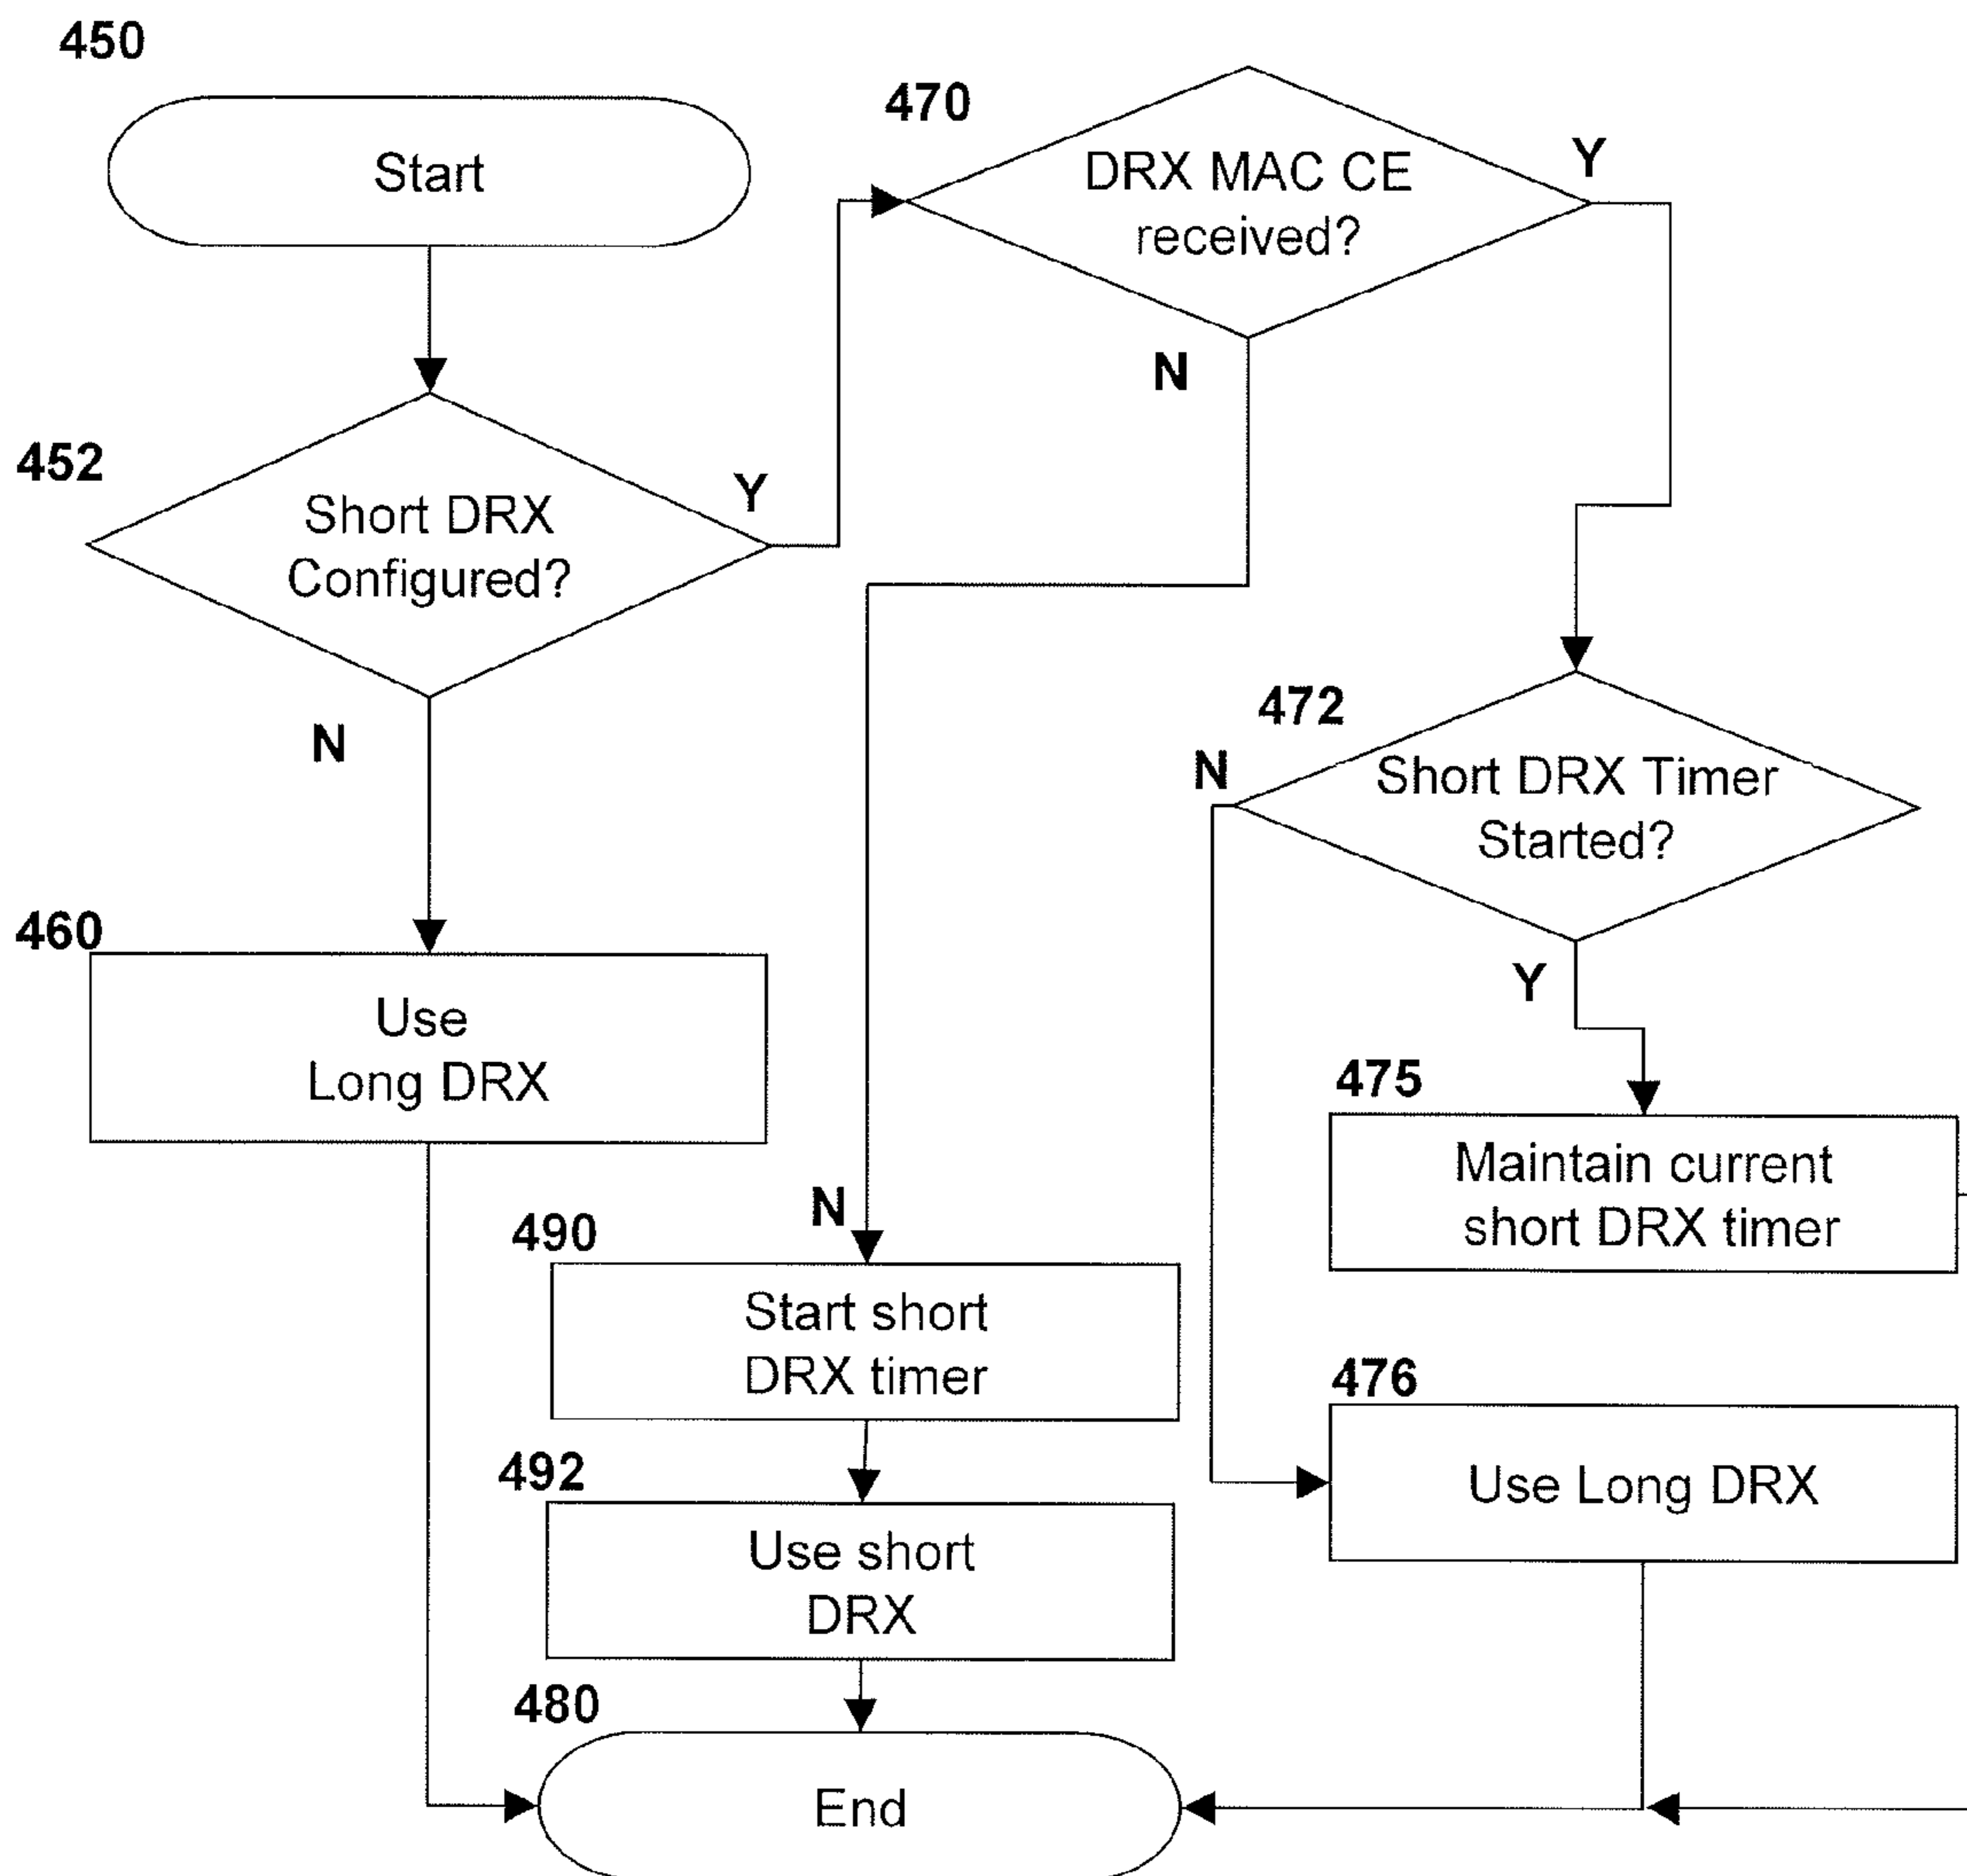 450
Start
452
Short DRX
Configured?
Y
N
460
Use
Long DRX
470
DRX MAC CE
received?
Y
N
472
Short DRX Timer
Started?
N
Y
475
Maintain current
short DRX timer
476
Use Long DRX
N
490
Start short
DRX timer
492
Use short
DRX
480
End